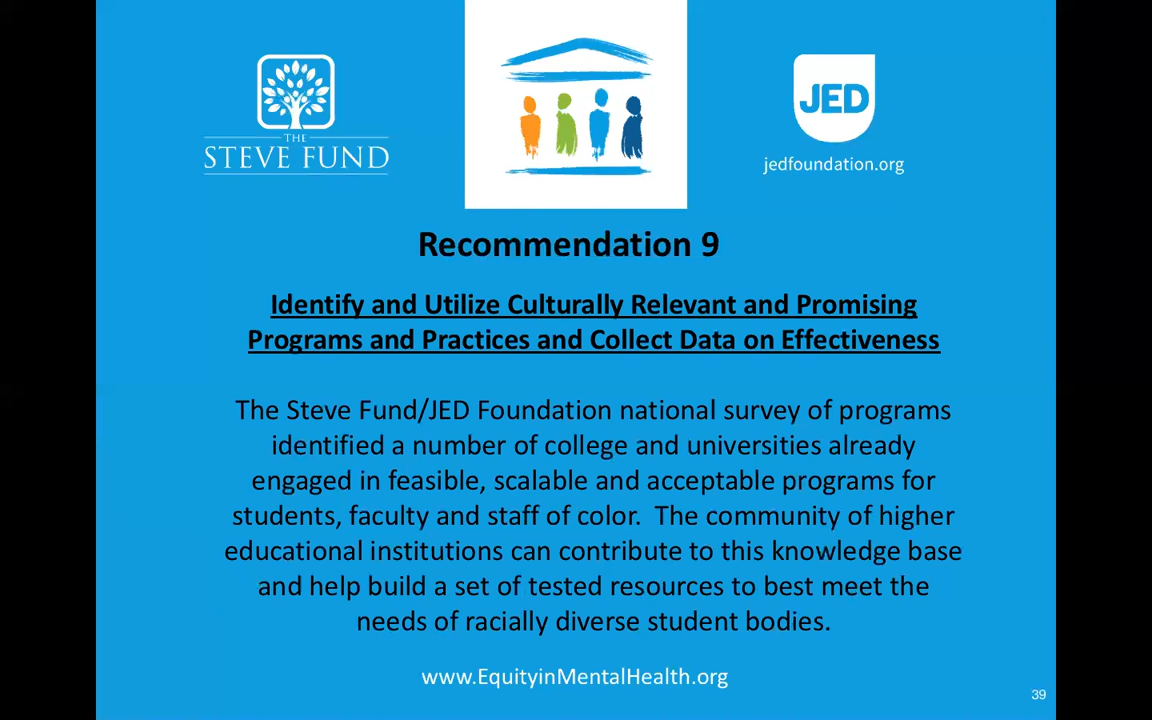 THE
STEVE FUND
JED
jedfoundation.org
Recommendation 9
Identify and Utilize Culturally Relevant and Promising
Programs and Practices and Collect Data on Effectiveness
The Steve Fund/JED Foundation national survey of programs
identified a number of college and universities already
engaged in feasible, scalable and acceptable programs for
students, faculty and staff of color.  The community of higher
educational institutions can contribute to this knowledge base
and help build a set of tested resources to best meet the
needs of racially diverse student bodies.
www.EquityinMentalHealth.org
39